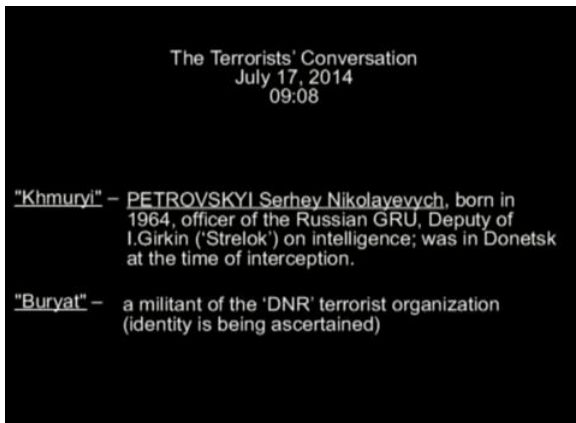 The Terrorists' Conversation
July 17, 2014
09:08
"Khmuryi" – PETROVSKYI Serhey Nikolayevych, born in
1964, officer of the Russian GRU, Deputy of
I.Girkin ('Strelok') on intelligence; was in Donetsk
at the time of interception.
"Buryat" – a militant of the 'DNR' terrorist organization
(identity is being ascertained)